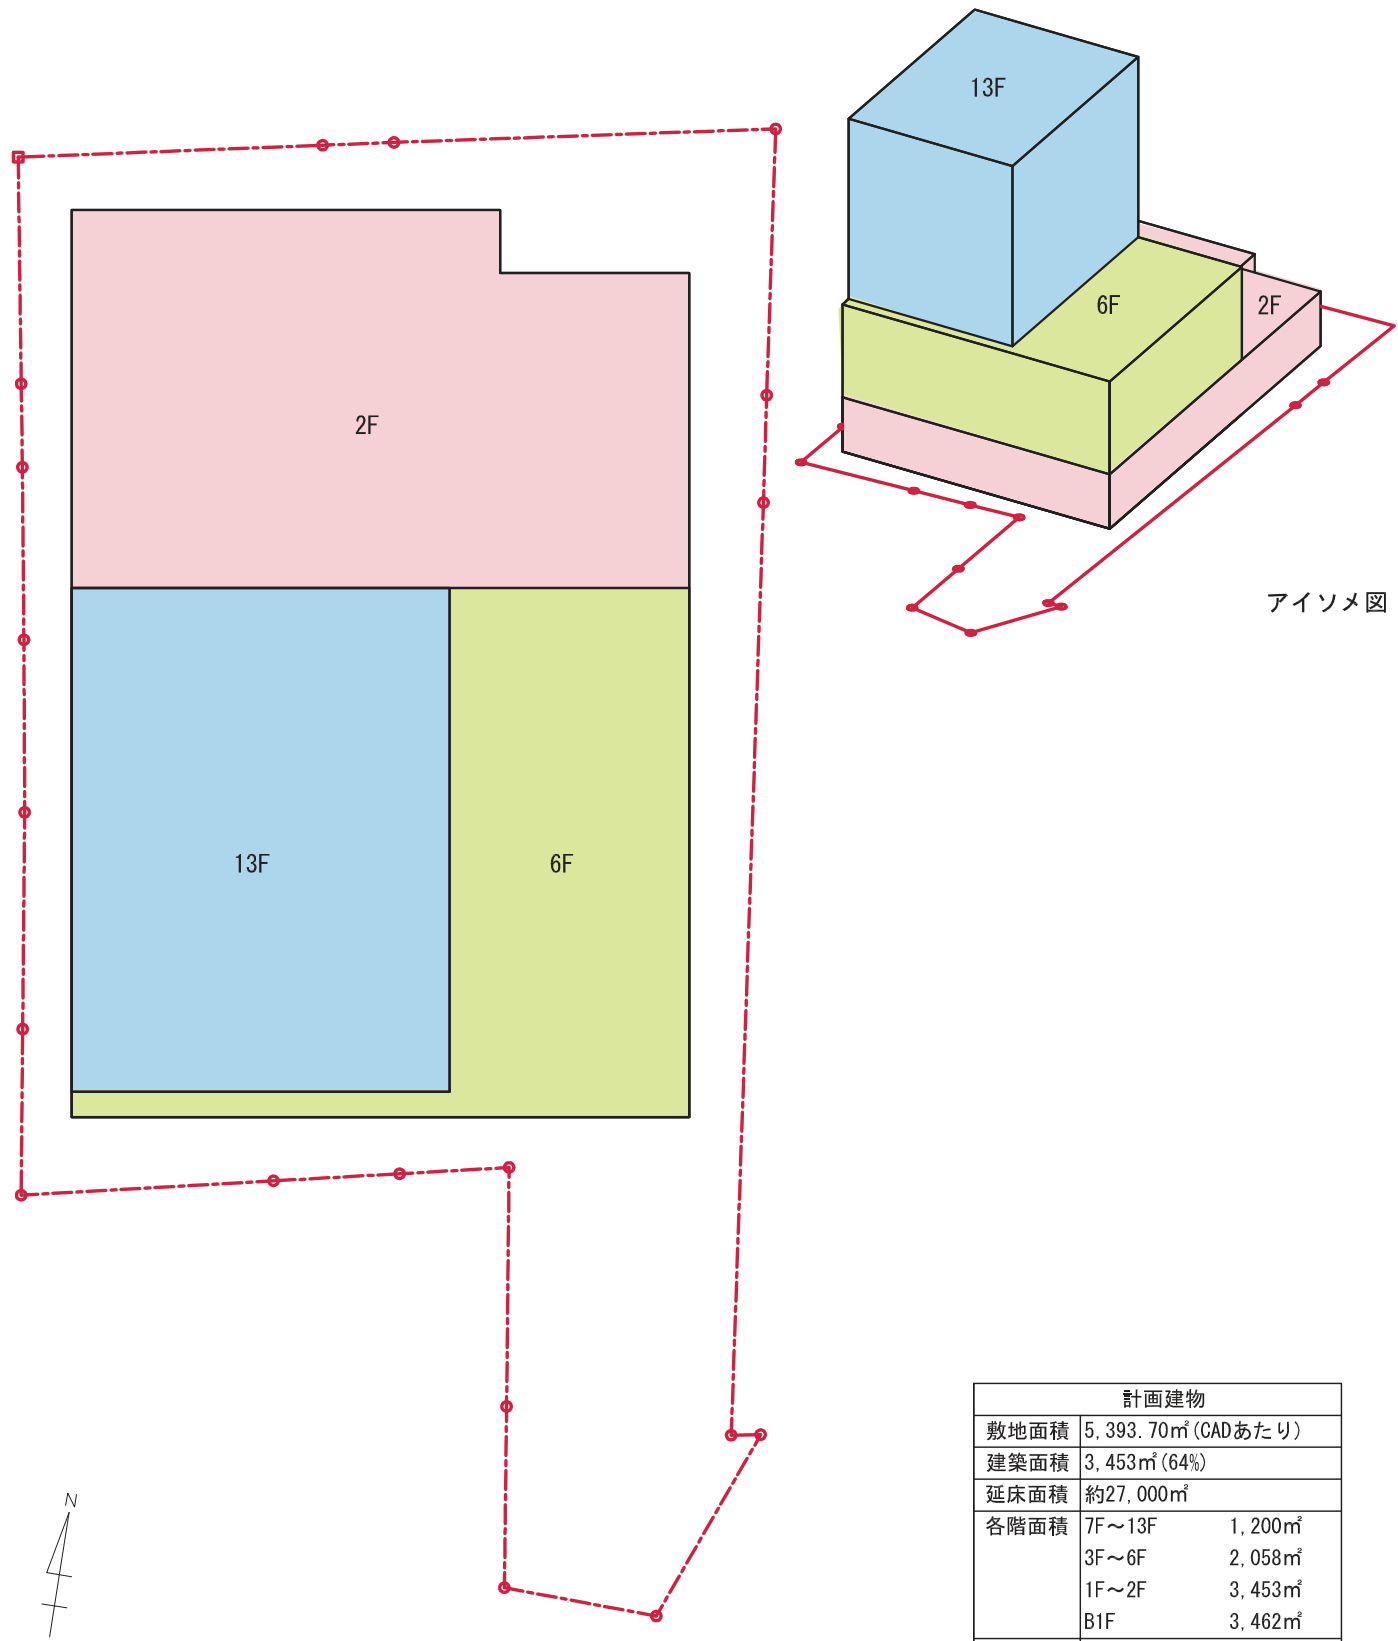 13F
6F
2F
アイソメ図
2F
13F
6F
N
計画建物
敷地面積 5,393.70㎡(CADあたり)
建築面積 3,453㎡(64%)
延床面積 約27,000㎡
各階面積 7F～13F 1,200㎡
3F～6F 2,058㎡
1F～2F 3,453㎡
B1F 3,462㎡